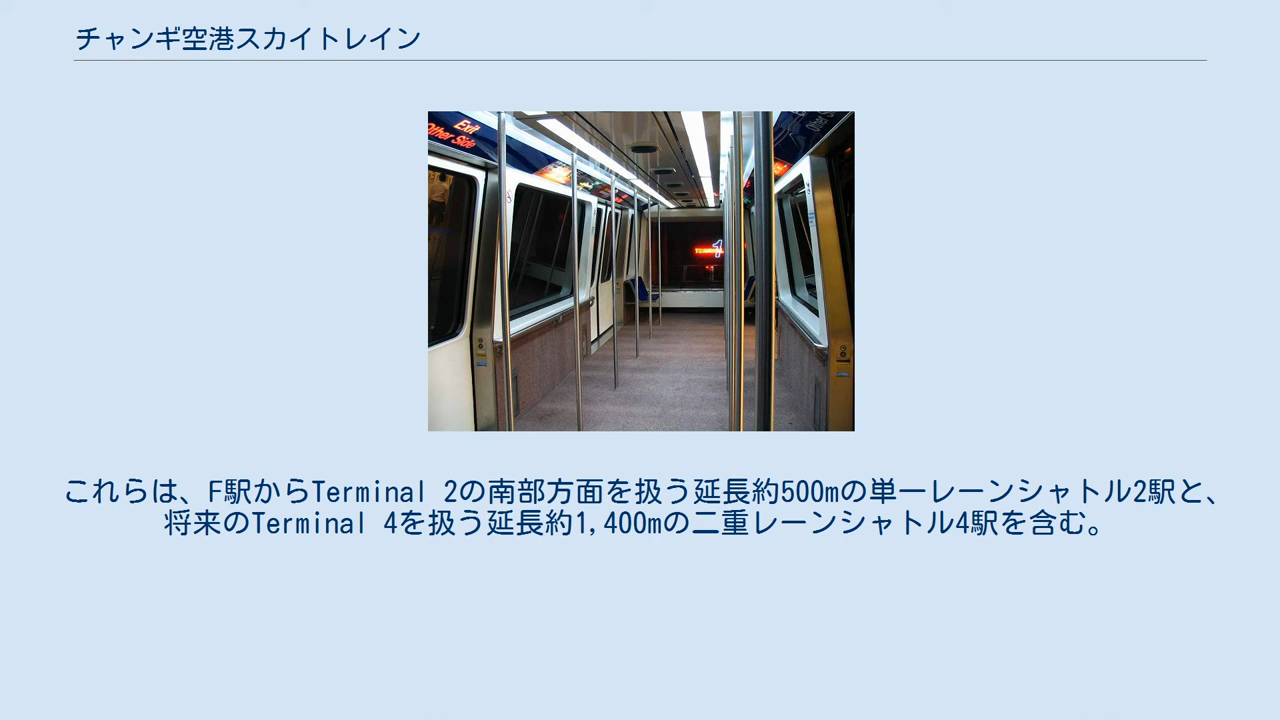 チャンギ空港スカイトレイン
Exit
Other Side
Other Si
これらは、F駅からTerminal 2の南部方面を扱う延長約500mの単一レーンシャトル2駅と、
将来のTerminal 4を扱う延長約1,400mの二重レーンシャトル4駅を含む。